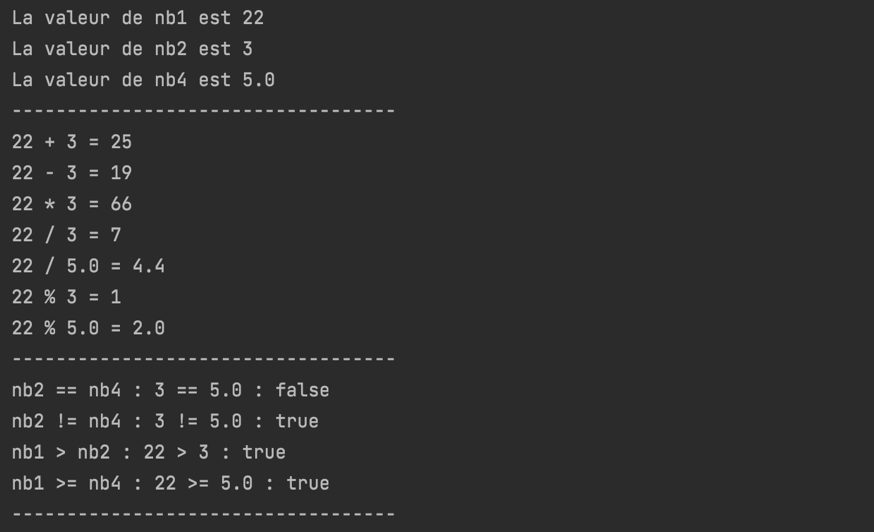 La valeur de nb1 est 22
La valeur de nb2 est 3
La valeur de nb4 est 5.0
-----------------------------------
22 + 3 = 25
22 - 3 = 19
22 * 3 = 66
22 / 3 = 7
22 / 5.0 = 4.4
22 % 3 = 1
22 % 5.0 = 2.0
-----------------------------------
nb2 == nb4 : 3 == 5.0 : false
nb2 != nb4 : 3 != 5.0 : true
nb1 > nb2 : 22 > 3 : true
nb1 >= nb4 : 22 >= 5.0 : true
-----------------------------------